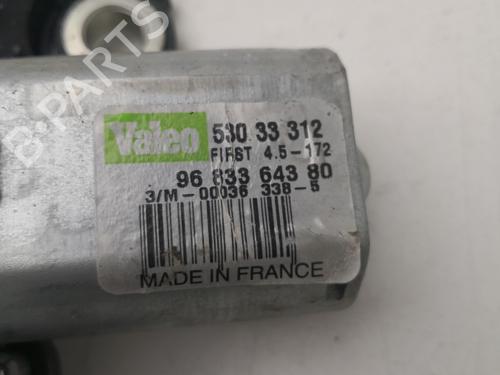 B-PARTS
Valeo 530 33 312
FIRST 4.5-172
96 833 643 80
3/M-00036 338-5
MADE IN FRANCE